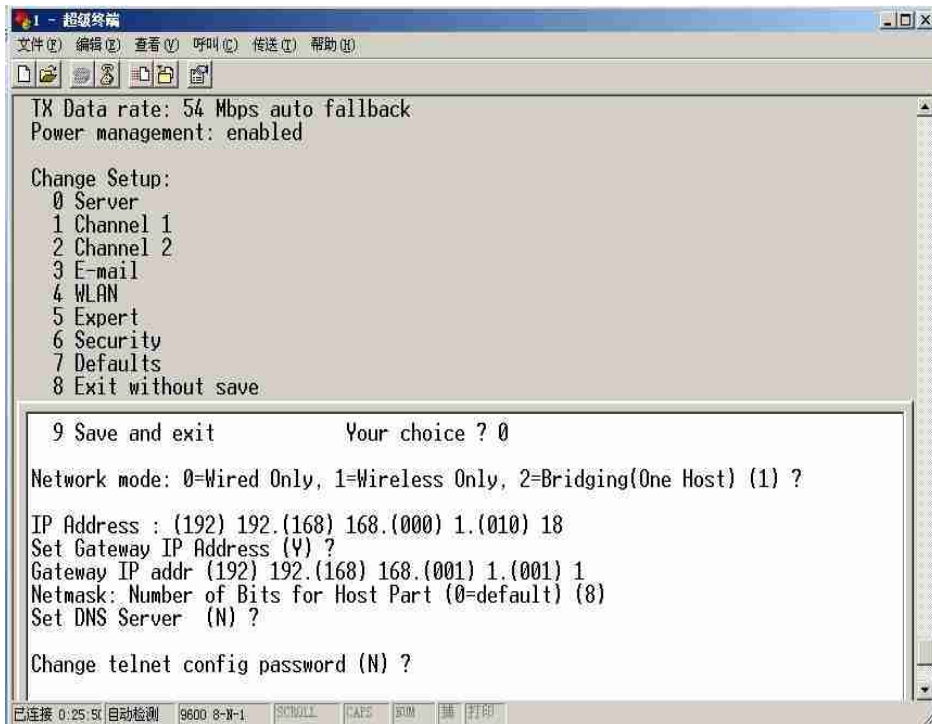 1 - 超级终端
文件(F) 编辑(E) 查看(V) 呼叫(C) 传送(T) 帮助(H)
TX Data rate: 54 Mbps auto fallback
Power management: enabled
Change Setup:
0 Server
1 Channel 1
2 Channel 2
3 E-mail
4 WLAN
5 Expert
6 Security
7 Defaults
8 Exit without save
9 Save and exit Your choice ? 0
Network mode: 0=Wired Only, 1=Wireless Only, 2=Bridging(One Host) (1) ?
IP Address : (192) 192.(168) 168.(000) 1.(010) 18
Set Gateway IP Address (Y) ?
Gateway IP addr (192) 192.(168) 168.(001) 1.(001) 1
Netmask: Number of Bits for Host Part (0=default) (8)
Set DNS Server (N) ?
Change telnet config password (N) ?
已连接 0:25:5 自动检测 9600 8-N-1 SCROLL CAPS NUM 捕 打印